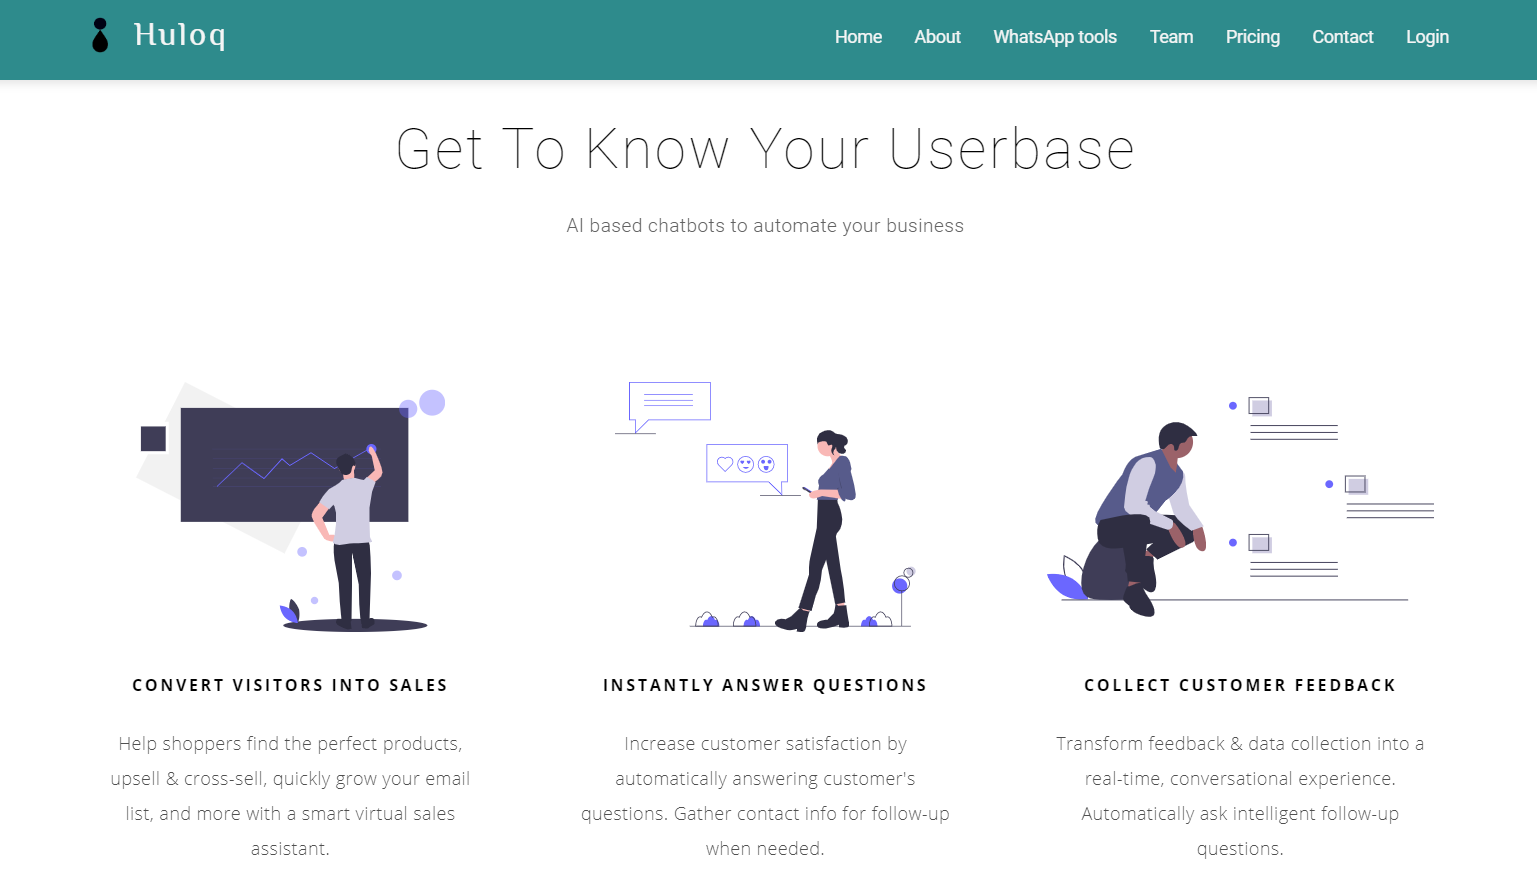 Huloq
Home About WhatsApp tools Team Pricing Contact Login
Get To Know Your Userbase
AI based chatbots to automate your business
CONVERT VISITORS INTO SALES
Help shoppers find the perfect products,
upsell & cross-sell, quickly grow your email
list, and more with a smart virtual sales
assistant.
INSTANTLY ANSWER QUESTIONS
Increase customer satisfaction by
automatically answering customer's
questions. Gather contact info for follow-up
when needed.
COLLECT CUSTOMER FEEDBACK
Transform feedback & data collection into a
real-time, conversational experience.
Automatically ask intelligent follow-up
questions.